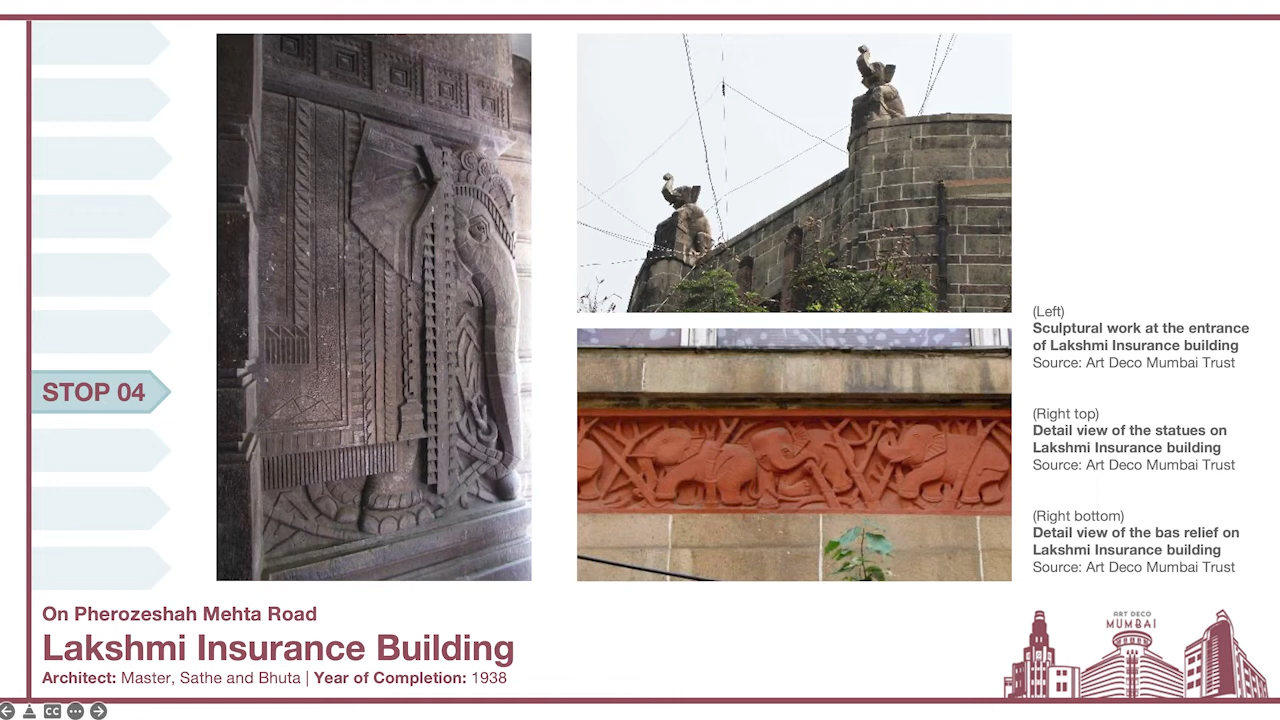 STOP 04
(Left)
Sculptural work at the entrance
of Lakshmi Insurance building
Source: Art Deco Mumbai Trust
(Right top)
Detail view of the statues on
Lakshmi Insurance building
Source: Art Deco Mumbai Trust
(Right bottom)
Detail view of the bas relief on
Lakshmi Insurance building
Source: Art Deco Mumbai Trust
On Pherozeshah Mehta Road
Lakshmi Insurance Building
Architect: Master, Sathe and Bhuta | Year of Completion: 1938
ART DECO
MUMBAI
CC